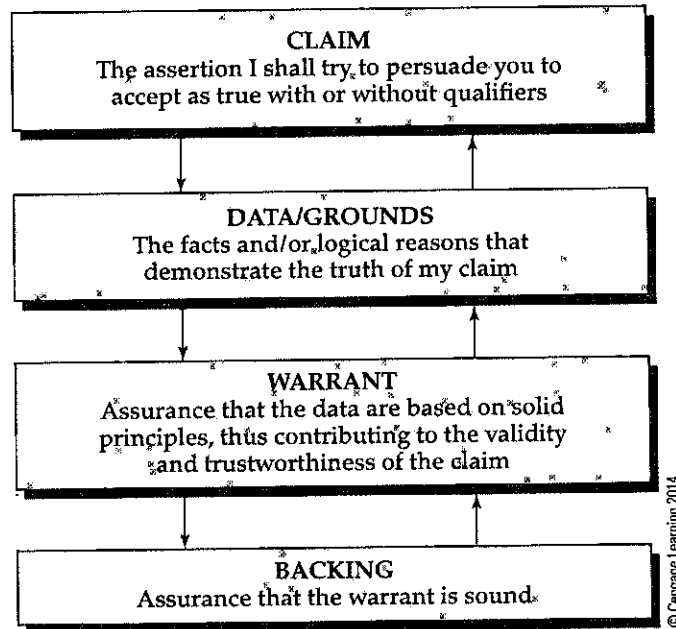 CLAIM
The assertion I shall try to persuade you to
accept as true with or without qualifiers
DATA/GROUNDS
The facts and/or logical reasons that
demonstrate the truth of my claim
WARRANT
Assurance that the data are based on solid
principles, thus contributing to the validity
and trustworthiness of the claim
BACKING
Assurance that the warrant is sound
© Cengage Learning 2014